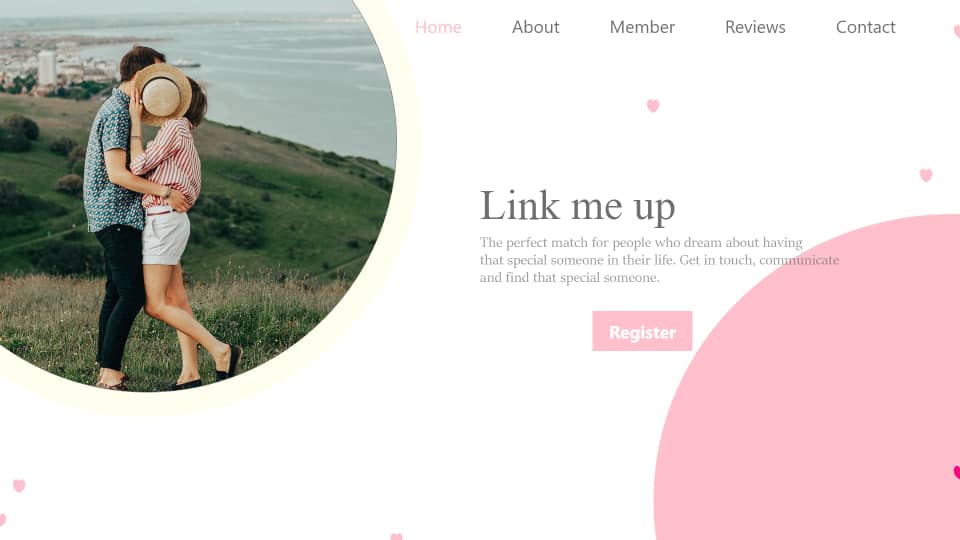 Home About Member Reviews Contact
Link me up
The perfect match for people who dream about having
that special someone in their life. Get in touch, communicate
and find that special someone.
Register